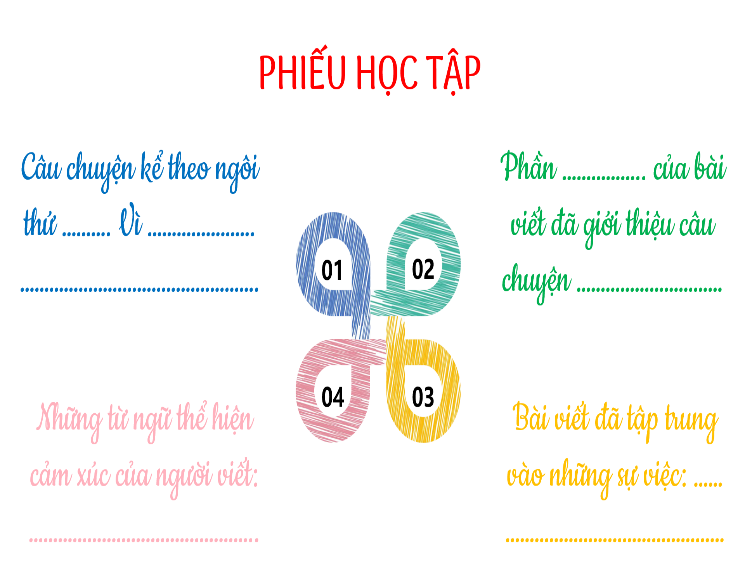 PHIẾU HỌC TẬP
Câu chuyện kể theo ngôi
thứ .......... Vì ......................
.................................................
Phần ................. của bài
viết đã giới thiệu câu
chuyện ..............................
01
02
04
03
Những từ ngữ thể hiện
cảm xúc của người viết:
...............................................
Bài viết đã tập trung
vào những sự việc: ......
.............................................